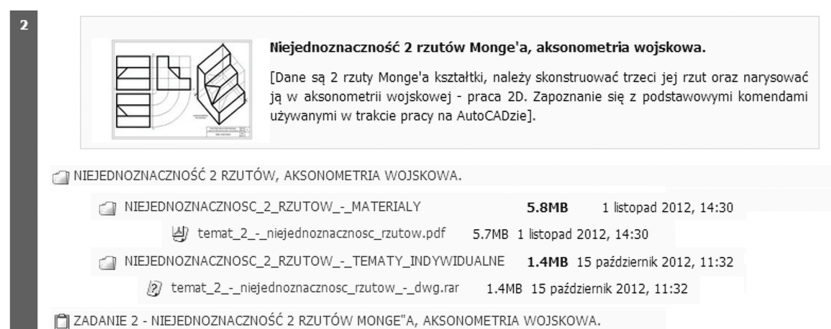 2
Niejednoznaczność 2 rzutów Monge'a, aksonometria wojskowa.
[Dane są 2 rzuty Monge'a kształtki, należy skonstruować trzeci jej rzut oraz narysować
ją w aksonometrii wojskowej - praca 2D. Zapoznanie się z podstawowymi komendami
używanymi w trakcie pracy na AutoCADzie].
NIEJEDNOZNACZNOŚĆ 2 RZUTÓW, AKSONOMETRIA WOJSKOWA.
NIEJEDNOZNACZNOSC_2_RZUTOW_-_MATERIALY 5.8MB 1 listopad 2012, 14:30
temat_2_-_niejednoznacznosc_rzutow.pdf 5.7MB 1 listopad 2012, 14:30
NIEJEDNOZNACZNOSC_2_RZUTOW_-_TEMATY_INDYWIDUALNE 1.4MB 15 październik 2012, 11:32
temat_2_-_niejednoznacznosc_rzutow_-_dwg.rar 1.4MB 15 październik 2012, 11:32
ZADANIE 2 - NIEJEDNOZNACZNOŚĆ 2 RZUTÓW MONGE"A, AKSONOMETRIA WOJSKOWA.